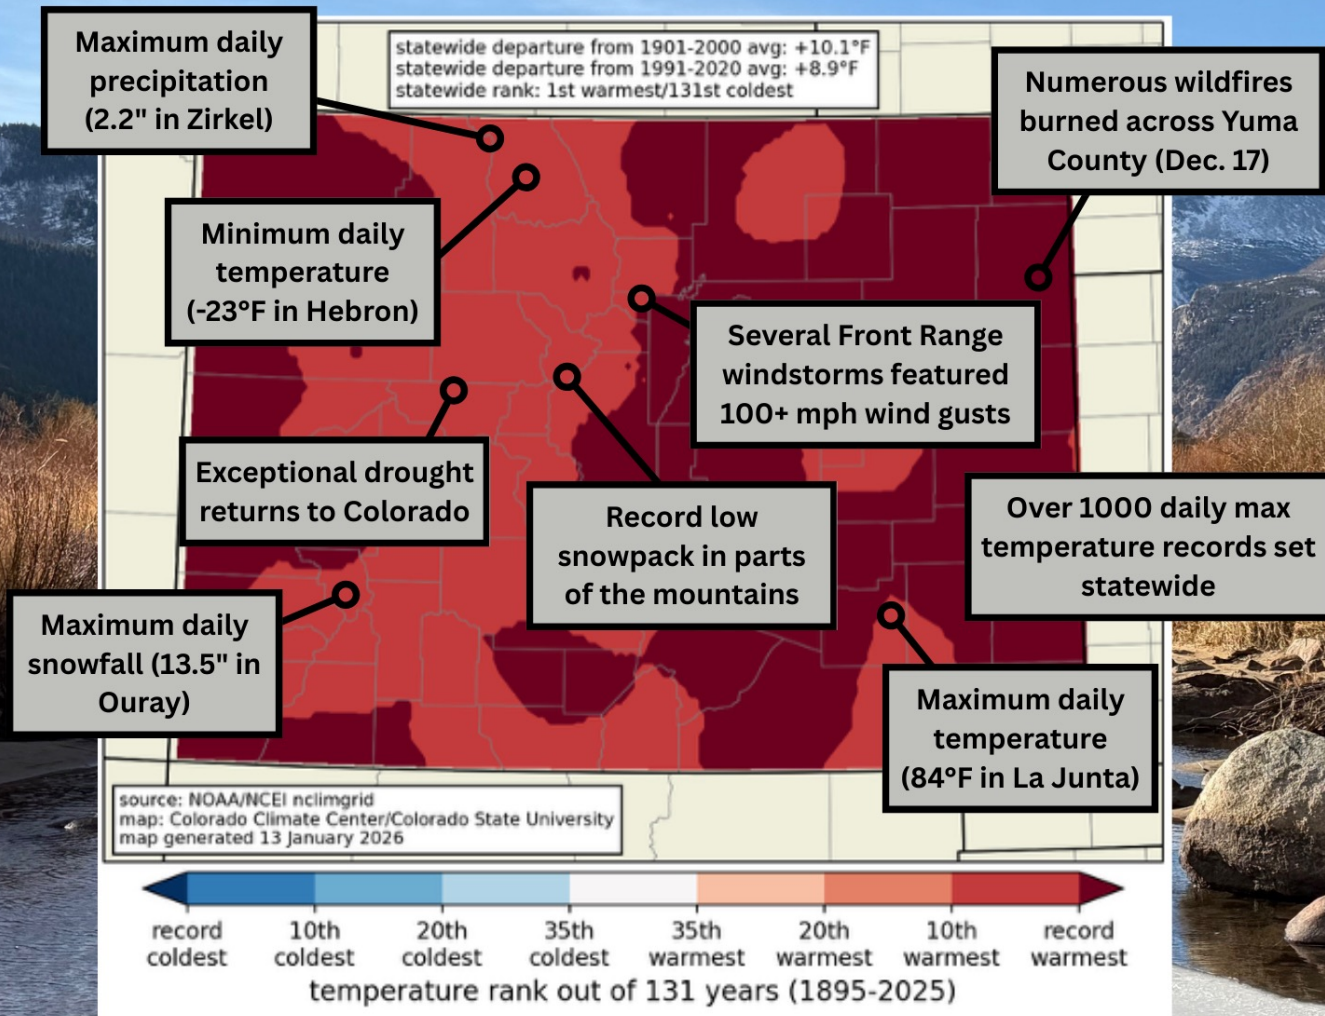 Maximum daily
precipitation
(2.2" in Zirkel)
statewide departure from 1901-2000 avg: +10.1°F
statewide departure from 1991-2020 avg: +8.9°F
statewide rank: 1st warmest/131st coldest
Numerous wildfires
burned across Yuma
County (Dec. 17)
Minimum daily
temperature
(-23°F in Hebron)
Several Front Range
windstorms featured
100+ mph wind gusts
Exceptional drought
returns to Colorado
Record low
snowpack in parts
of the mountains
Over 1000 daily max
temperature records set
statewide
Maximum daily
snowfall (13.5" in
Ouray)
Maximum daily
temperature
(84°F in La Junta)
source: NOAA/NCEI nclimgrid
map: Colorado Climate Center/Colorado State University
map generated 13 January 2026
record coldest
10th coldest
20th coldest
35th coldest
35th warmest
20th warmest
10th warmest
record warmest
temperature rank out of 131 years (1895-2025)